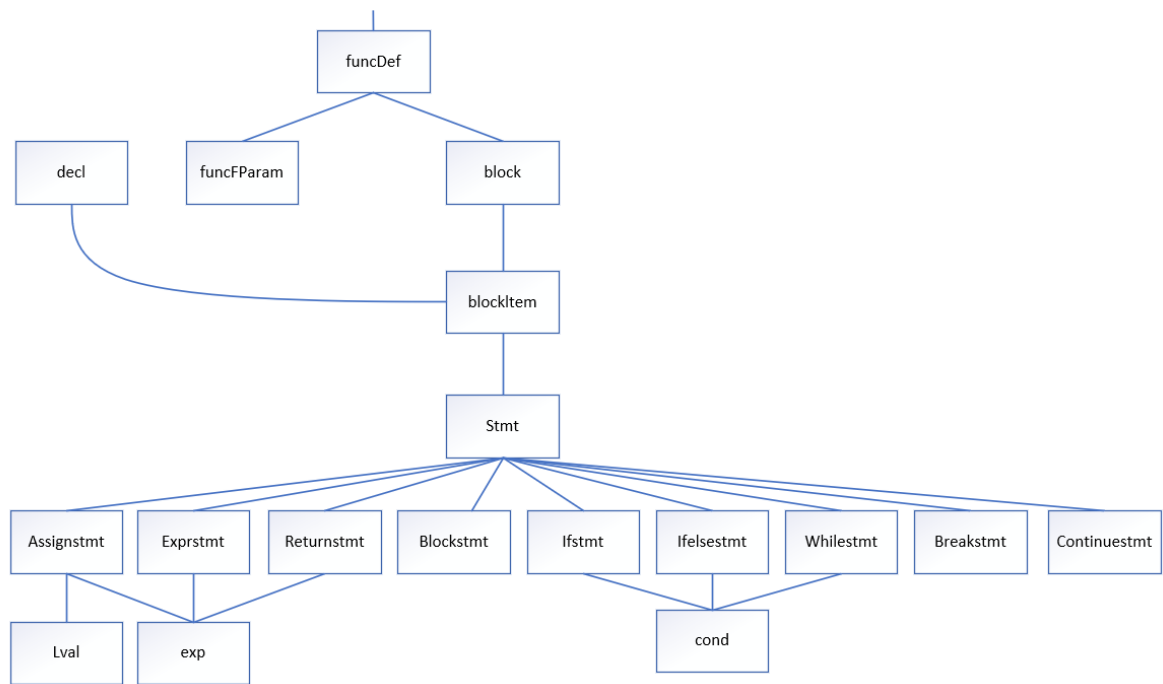 funcDef
decl
funcFParam
block
blockItem
Stmt
Assignstmt
Exprstmt
Returnstmt
Blockstmt
Ifstmt
Ifelsestmt
Whilestmt
Breakstmt
Continuestmt
Lval
exp
cond